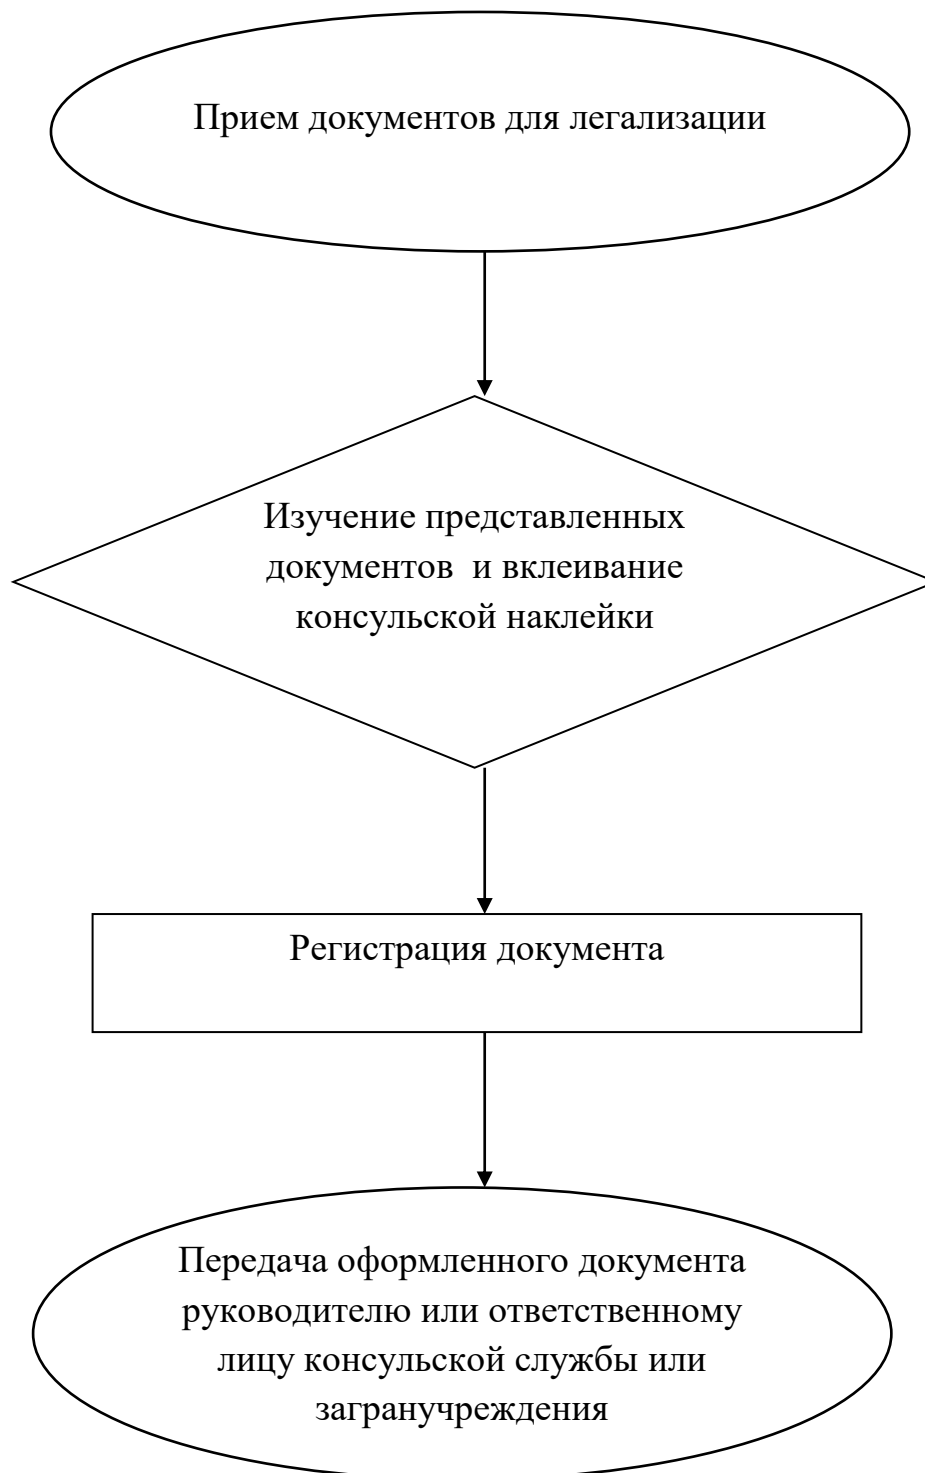 Прием документов для легализации
Изучение представленных
документов и вклеивание
консульской наклейки
Регистрация документа
Передача оформленного документа
руководителю или ответственному
лицу консульской службы или
загранучреждения